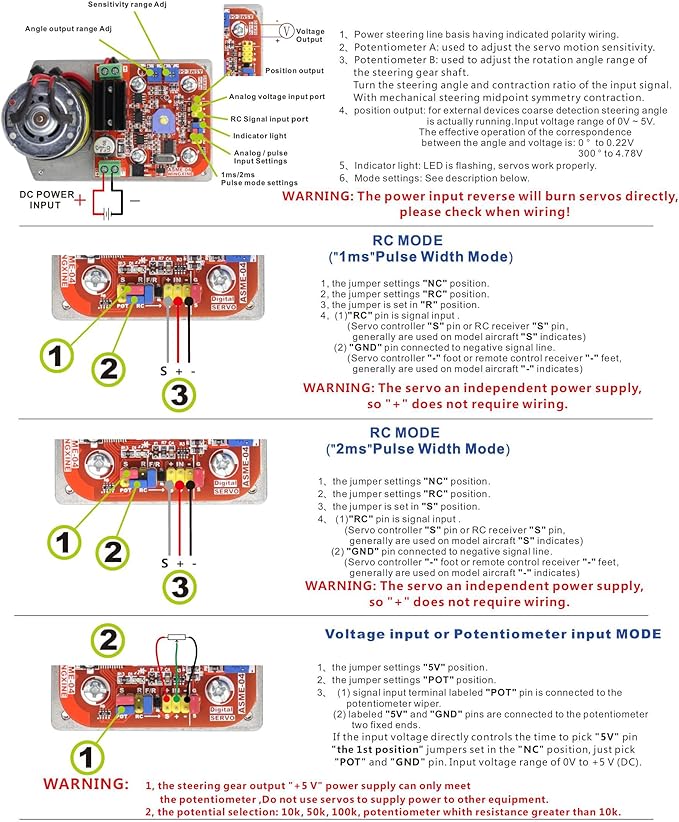 Sensitivity range Adj
Angle output range Adj
Voltage
Output
Position output
Analog voltage input port
RC Signal input port
Indicator light
Analog / pulse
Input Settings
1ms/2ms
Pulse mode settings
DC POWER
INPUT
+
-
V
+
-
ASME-04
MINGXINE
1、Power steering line basis having indicated polarity wiring.
2、Potentiometer A: used to adjust the servo motion sensitivity.
3、Potentiometer B: used to adjust the rotation angle range of
the steering gear shaft.
Turn the steering angle and contraction ratio of the input signal.
With mechanical steering midpoint symmetry contraction.
4、position output: for external devices coarse detection steering angle
is actually running.Input voltage range of 0V ~ 5V.
The effective operation of the correspondence
between the angle and voltage is: 0 ° to 0.22V
300 ° to 4.78V
5、Indicator light: LED is flashing, servos work properly.
6、Mode settings: See description below.
WARNING: The power input reverse will burn servos directly,
please check when wiring!
RC MODE
("1ms"Pulse Width Mode)
1、the jumper settings "NC" position.
2、the jumper settings "RC" position.
3、the jumper is set in "R" position.
4、(1)"RC" pin is signal input .
(Servo controller "S" pin or RC receiver "S" pin,
generally are used on model aircraft "S" indicates)
(2) "GND" pin connected to negative signal line.
(Servo controller "-" foot or remote control receiver "-" feet,
generally are used on model aircraft "-" indicates)
WARNING: The servo an independent power supply,
so "+" does not require wiring.
ME-04
NGXINE
S R F/R + IN - G
POT RC
Digital
SERVO
ASME-04
1
2
3
S + -
RC MODE
("2ms"Pulse Width Mode)
1、the jumper settings "NC" position.
2、the jumper settings "RC" position.
3、the jumper is set in "S" position.
4、 (1)"RC" pin is signal input .
(Servo controller "S" pin or RC receiver "S" pin,
generally are used on model aircraft "S" indicates)
(2) "GND" pin connected to negative signal line.
(Servo controller "-" foot or remote control receiver "-" feet,
generally are used on model aircraft "-" indicates)
WARNING: The servo an independent power supply,
so "+" does not require wiring.
ME-04
NGXINE
S R F/R + IN - G
POT RC
Digital
SERVO
ASME-04
1
2
3
S + -
Voltage input or Potentiometer input MODE
1、the jumper settings "5V" position.
2、the jumper settings "POT" position.
3、 (1) signal input terminal labeled "POT" pin is connected to the
potentiometer wiper.
(2) labeled "5V" and "GND" pins are connected to the potentiometer
two fixed ends.
If the input voltage directly controls the time to pick "5V" pin
"the 1st position" jumpers set in the "NC" position, just pick
"POT" and "GND" pin. Input voltage range of 0V to +5 V (DC).
2
ME-04
NGXINE
S R F/R S + - G
POT RC
Digital
SERVO
ASME-04
1
WARNING: 1, the steering gear output "+5 V" power supply can only meet
the potentiometer ,Do not use servos to supply power to other equipment.
2, the potential selection: 10k, 50k, 100k, potentiometer whith resistance greater than 10k.